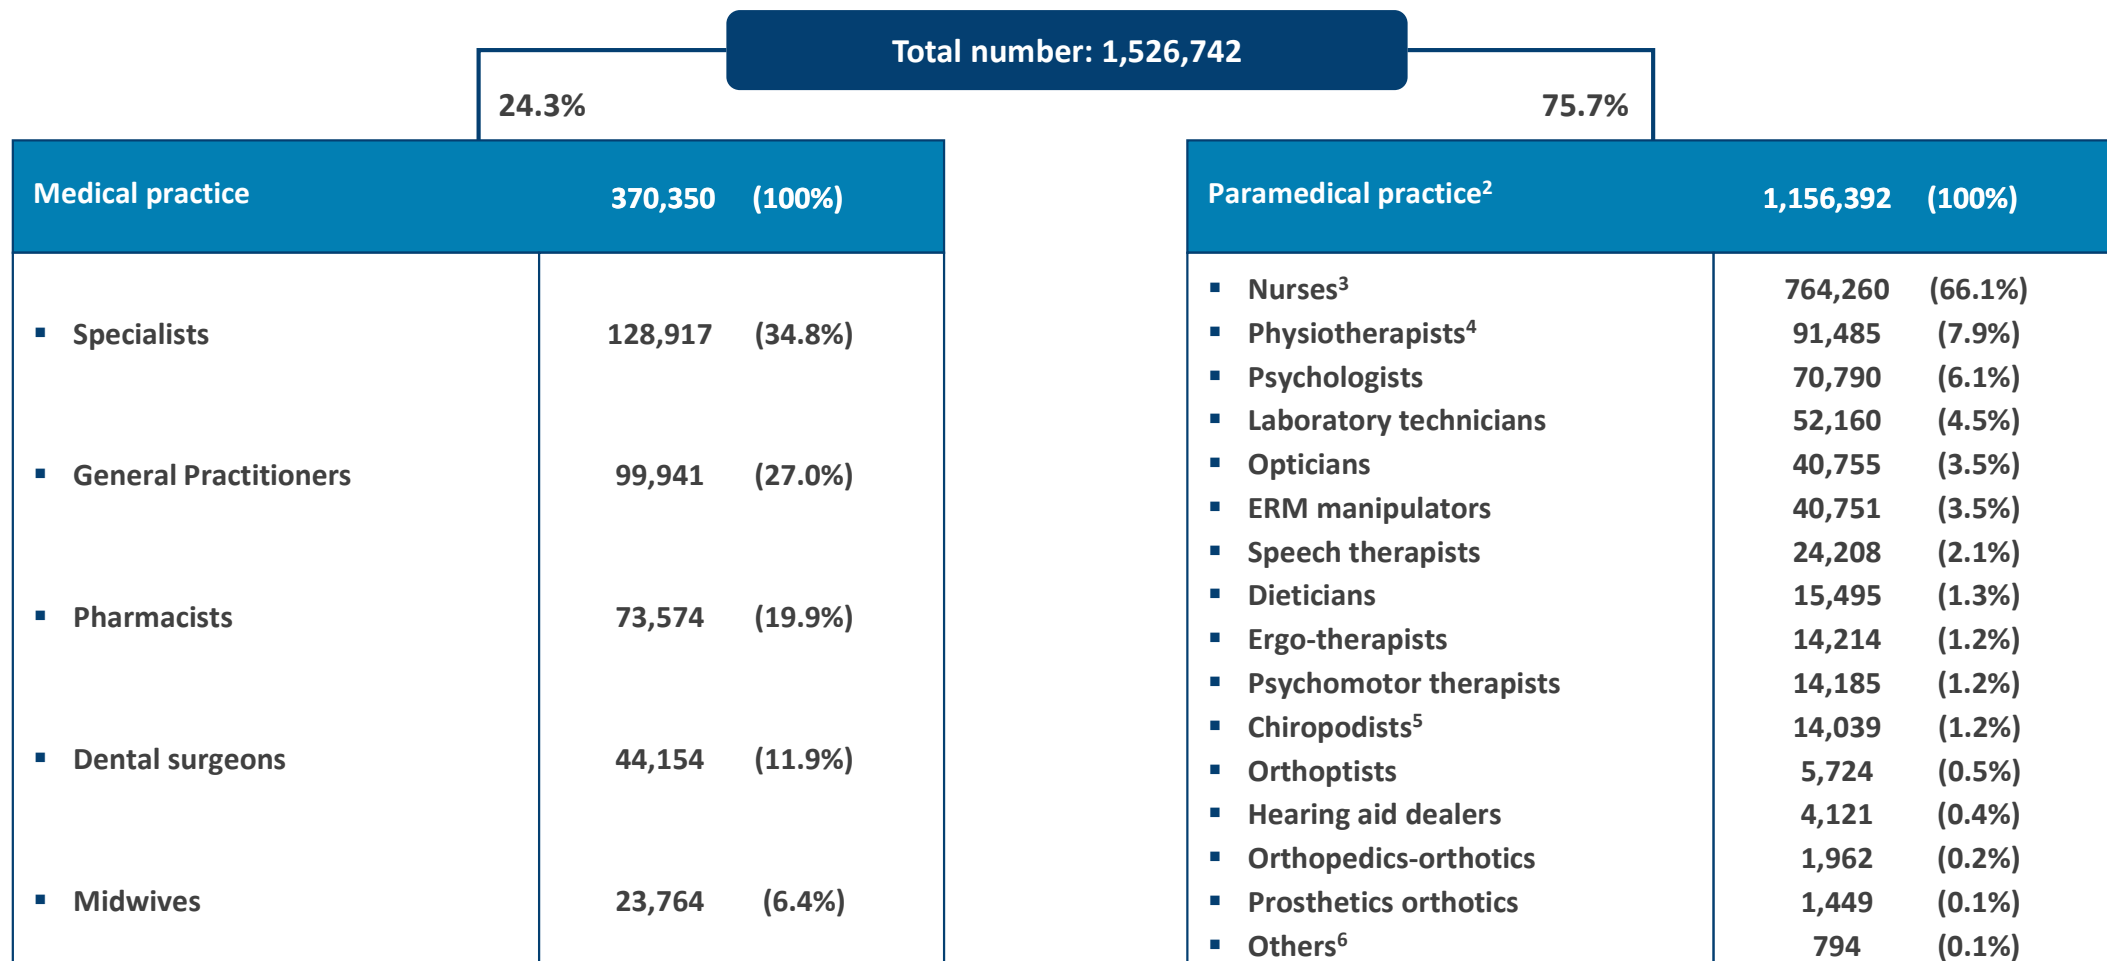 Total number: 1,526,742
24.3%
75.7%
Medical practice 370,350 (100%)
Specialists 128,917 (34.8%)
General Practitioners 99,941 (27.0%)
Pharmacists 73,574 (19.9%)
Dental surgeons 44,154 (11.9%)
Midwives 23,764 (6.4%)
Paramedical practice² 1,156,392 (100%)
Nurses³ 764,260 (66.1%)
Physiotherapists⁴ 91,485 (7.9%)
Psychologists 70,790 (6.1%)
Laboratory technicians 52,160 (4.5%)
Opticians 40,755 (3.5%)
ERM manipulators 40,751 (3.5%)
Speech therapists 24,208 (2.1%)
Dieticians 15,495 (1.3%)
Ergo-therapists 14,214 (1.2%)
Psychomotor therapists 14,185 (1.2%)
Chiropodists⁵ 14,039 (1.2%)
Orthoptists 5,724 (0.5%)
Hearing aid dealers 4,121 (0.4%)
Orthopedics-orthotics 1,962 (0.2%)
Prosthetics orthotics 1,449 (0.1%)
Others⁶ 794 (0.1%)